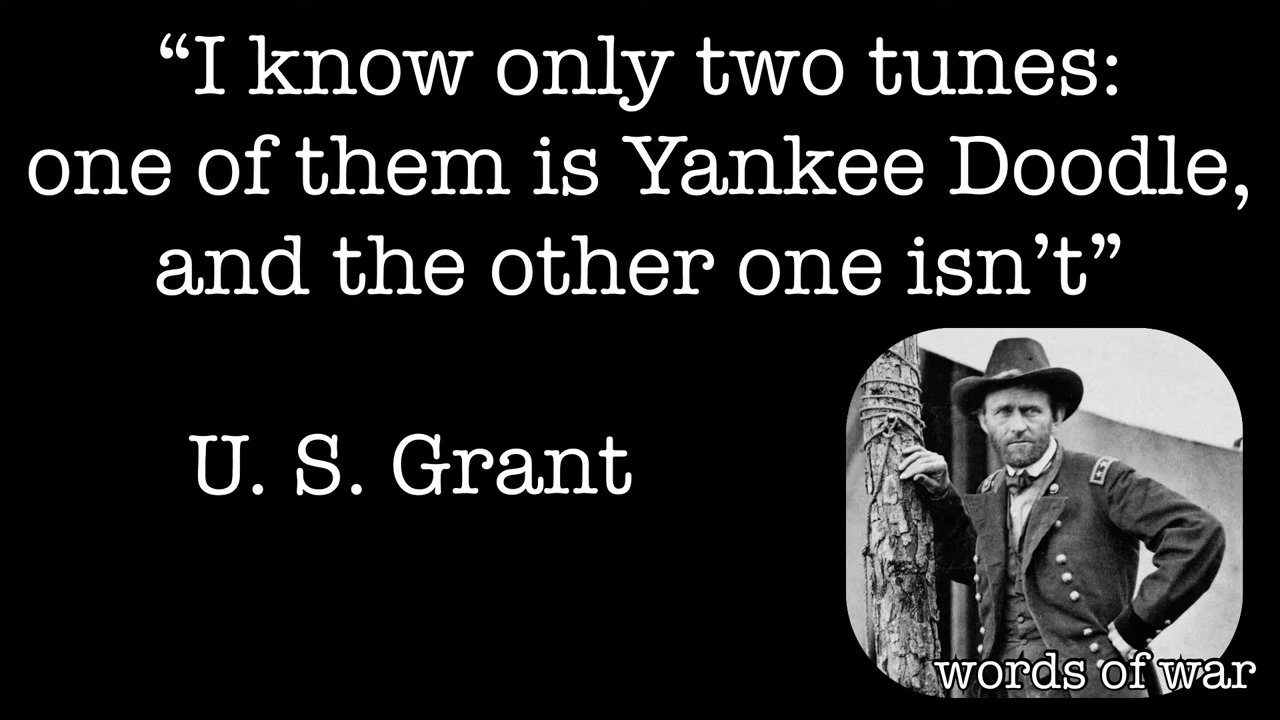 “I know only two tunes:
one of them is Yankee Doodle,
and the other one isn’t”
U. S. Grant
words of war